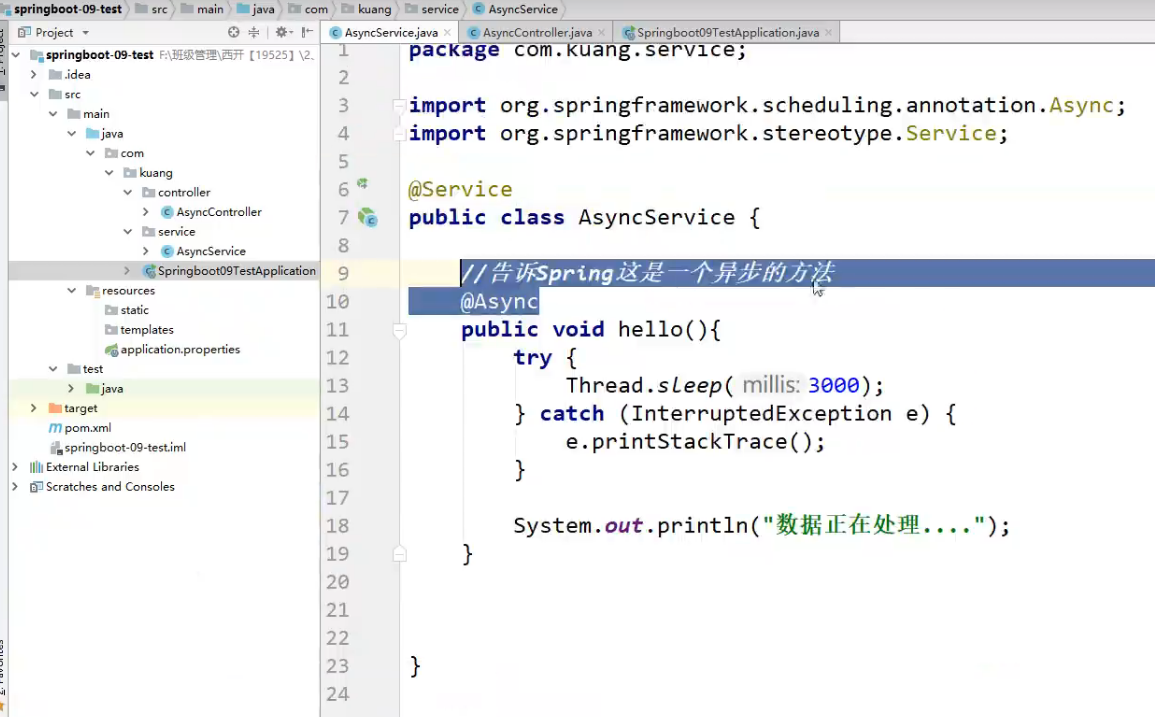 springboot-09-test src main java com kuang service AsyncService
Project
AsyncService.java AsyncController.java Springboot09TestApplication.java
springboot-09-test F:\班级管理\西开【19525】\2.
.idea
src
main
java
com
kuang
controller
AsyncController
service
AsyncService
Springboot09TestApplication
resources
static
templates
application.properties
test
java
target
pom.xml
springboot-09-test.iml
External Libraries
Scratches and Consoles
1 package com.kuang.service;
2
3 import org.springframework.scheduling.annotation.Async;
4 import org.springframework.stereotype.Service;
5
6 @Service
7 public class AsyncService {
8
9 //告诉Spring这是一个异步的方法
10 @Async
11 public void hello(){
12 try {
13 Thread.sleep( millis: 3000);
14 } catch (InterruptedException e) {
15 e.printStackTrace();
16 }
17
18 System.out.println("数据正在处理....");
19 }
20
21
22
23 }
24